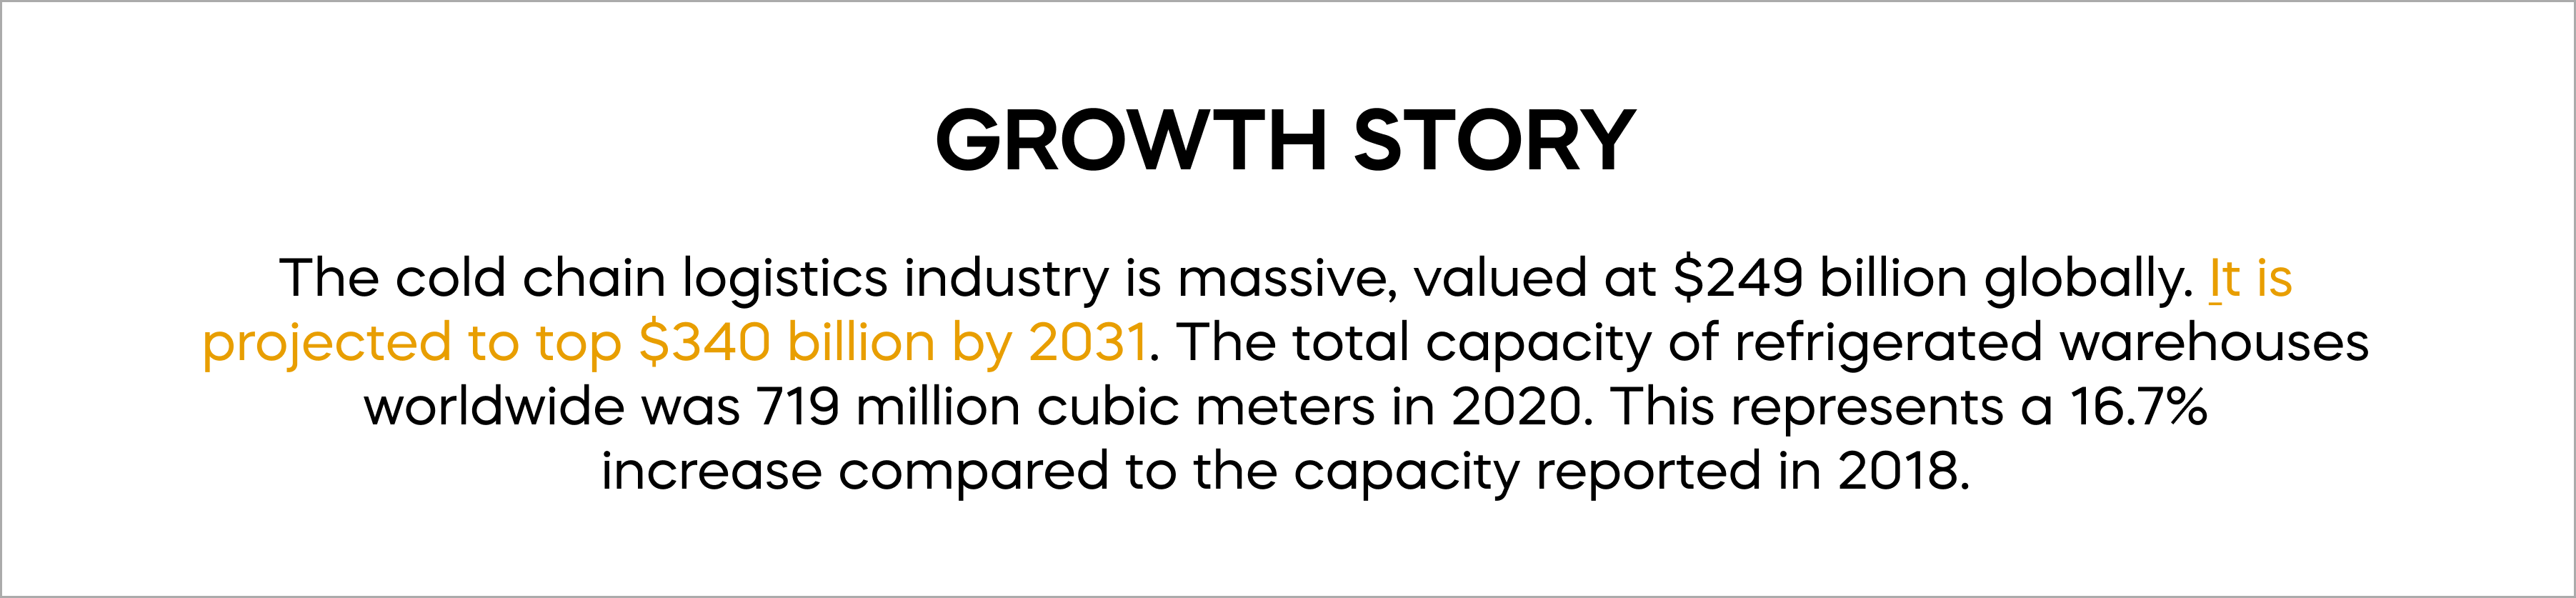 GROWTH STORY
The cold chain logistics industry is massive, valued at $249 billion globally. It is
projected to top $340 billion by 2031. The total capacity of refrigerated warehouses
worldwide was 719 million cubic meters in 2020. This represents a 16.7%
increase compared to the capacity reported in 2018.